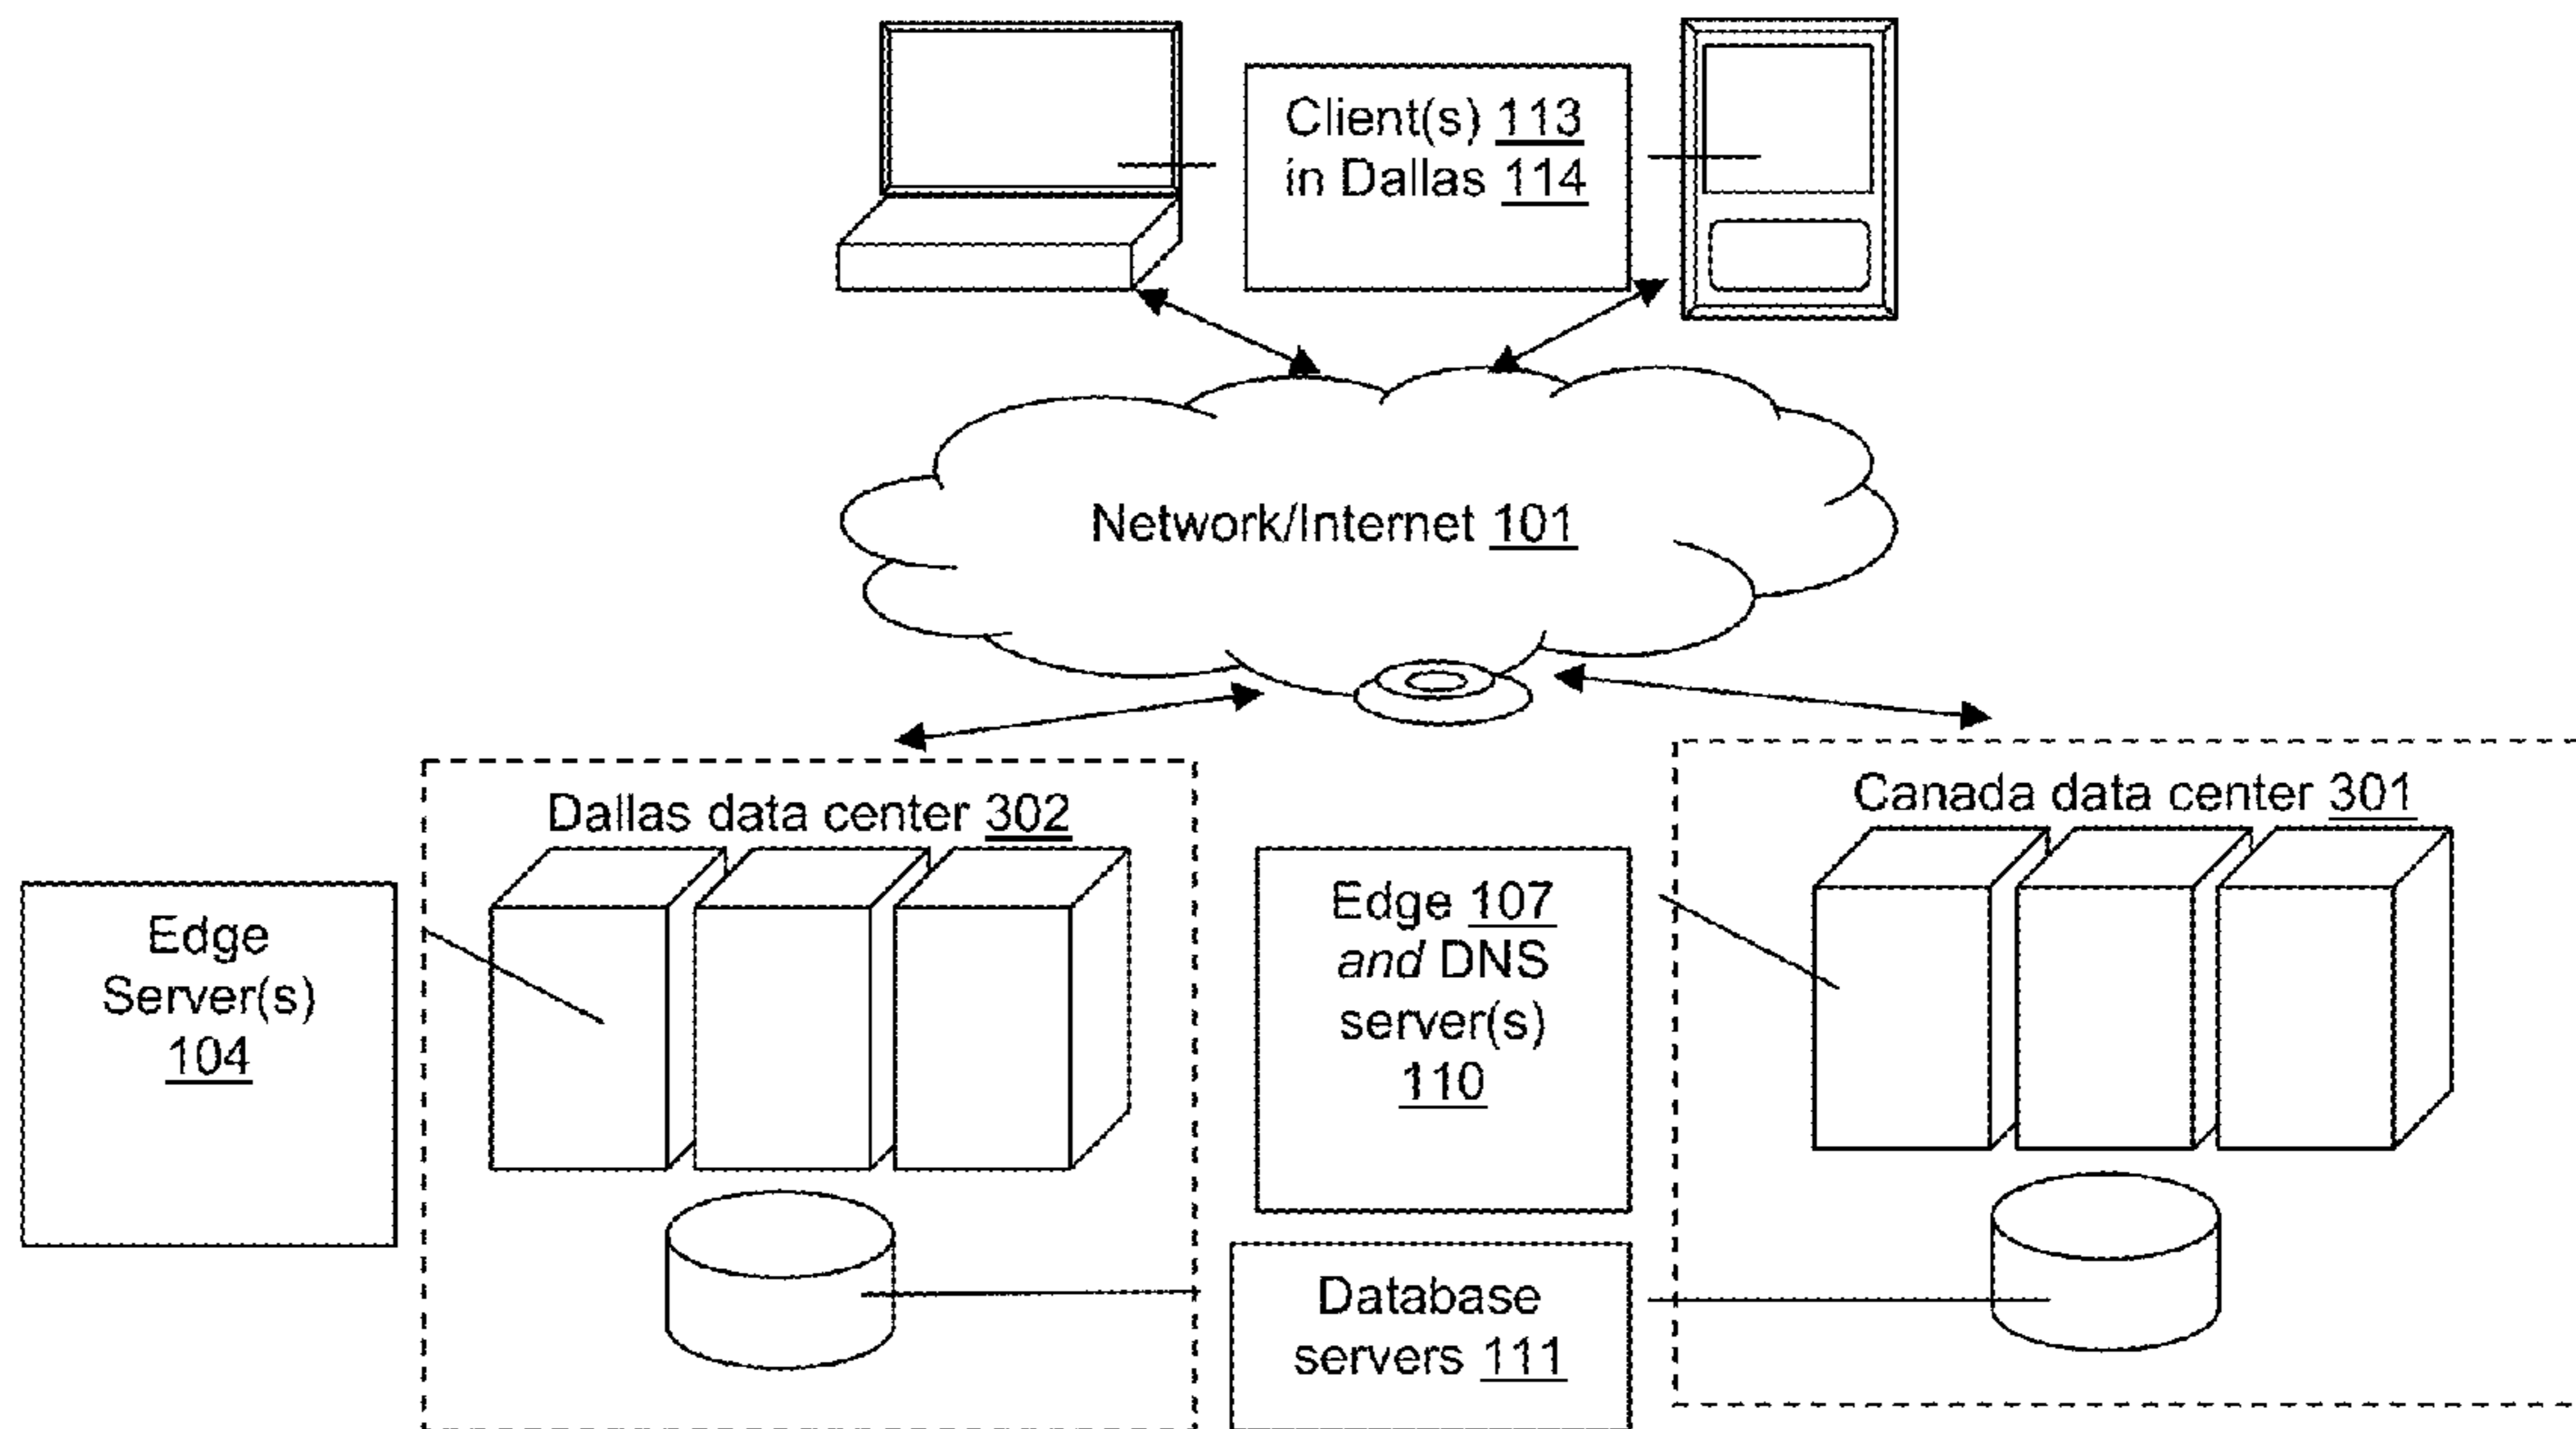 Client(s) 113
in Dallas 114
Network/Internet 101
Dallas data center 302
Canada data center 301
Edge
Server(s)
104
Edge 107
and DNS
server(s)
110
Database
servers 111